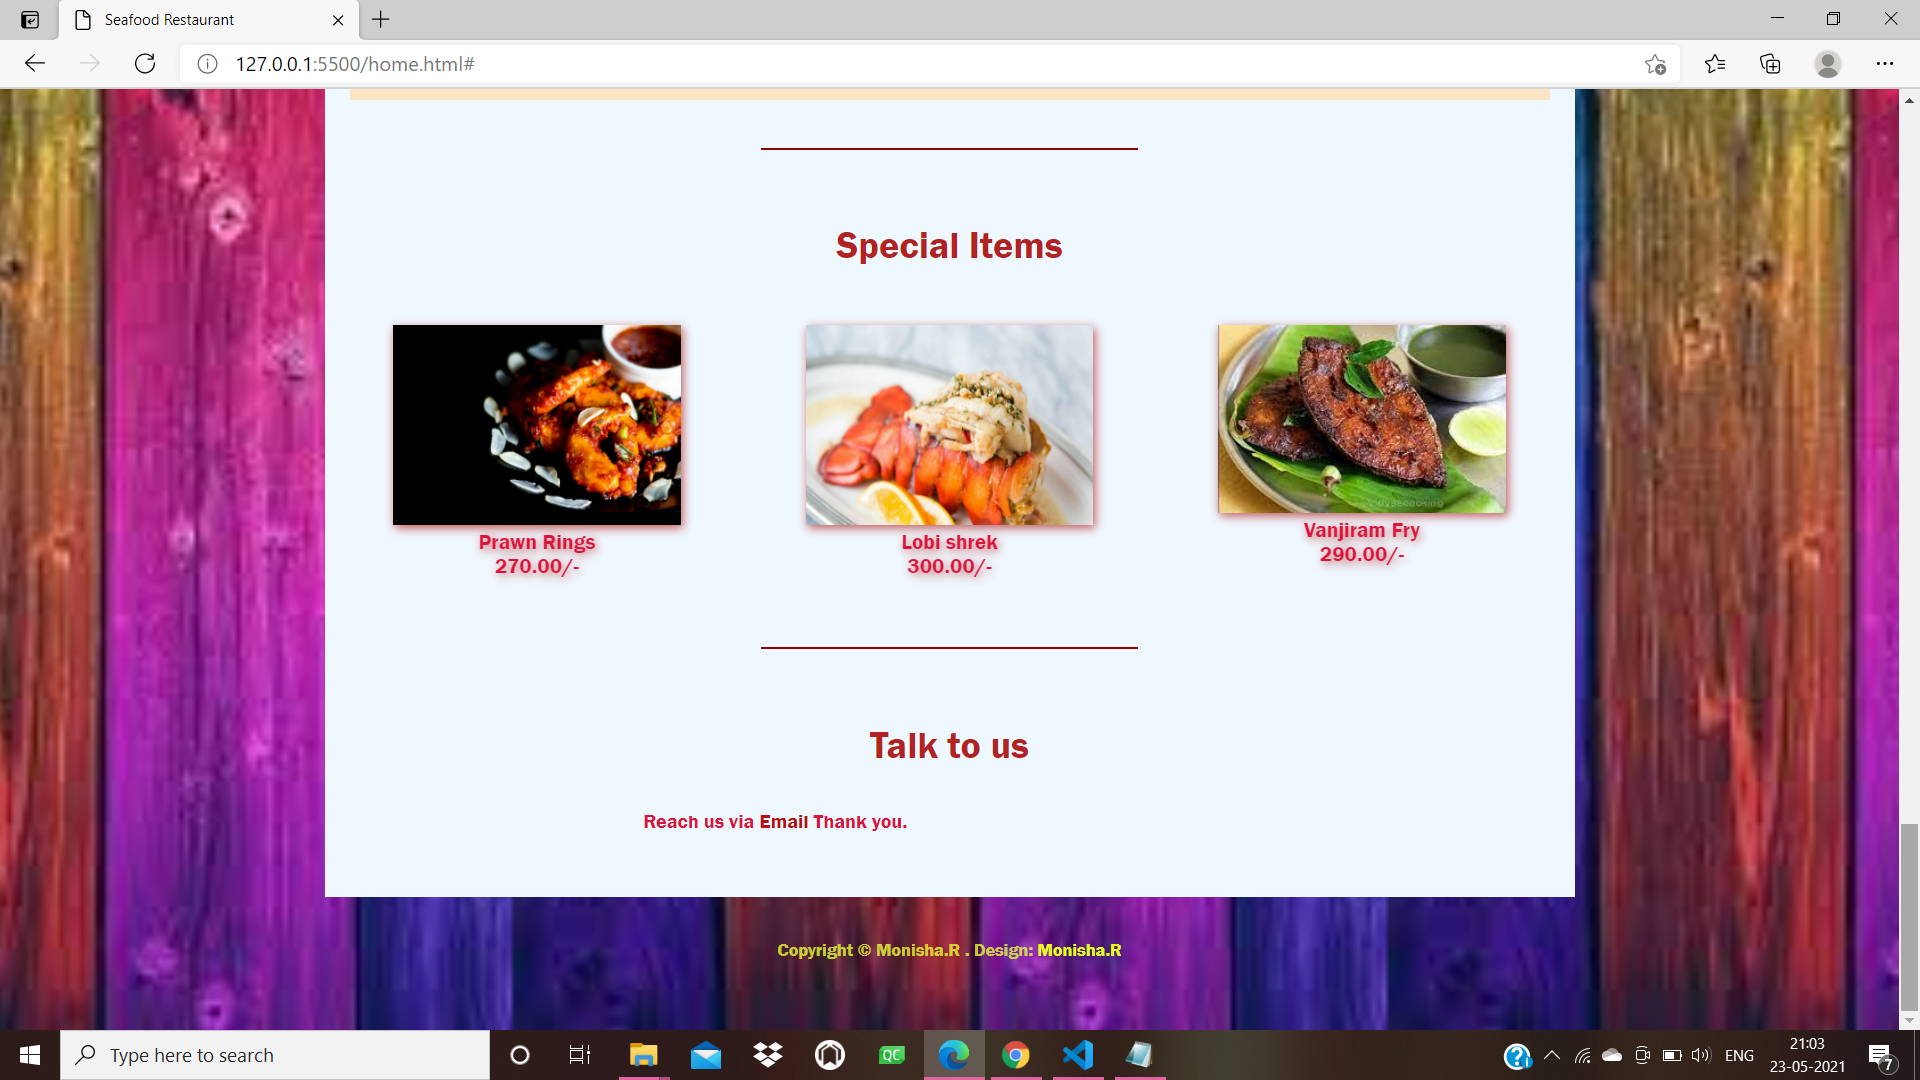 Seafood Restaurant
127.0.0.1:5500/home.html#
Special Items
Prawn Rings
270.00/-
Lobi shrek
300.00/-
Vanjiram Fry
290.00/-
Talk to us
Reach us via Email Thank you.
Copyright © Monisha.R . Design: Monisha.R
Type here to search
QC
ENG
21:03
23-05-2021
7